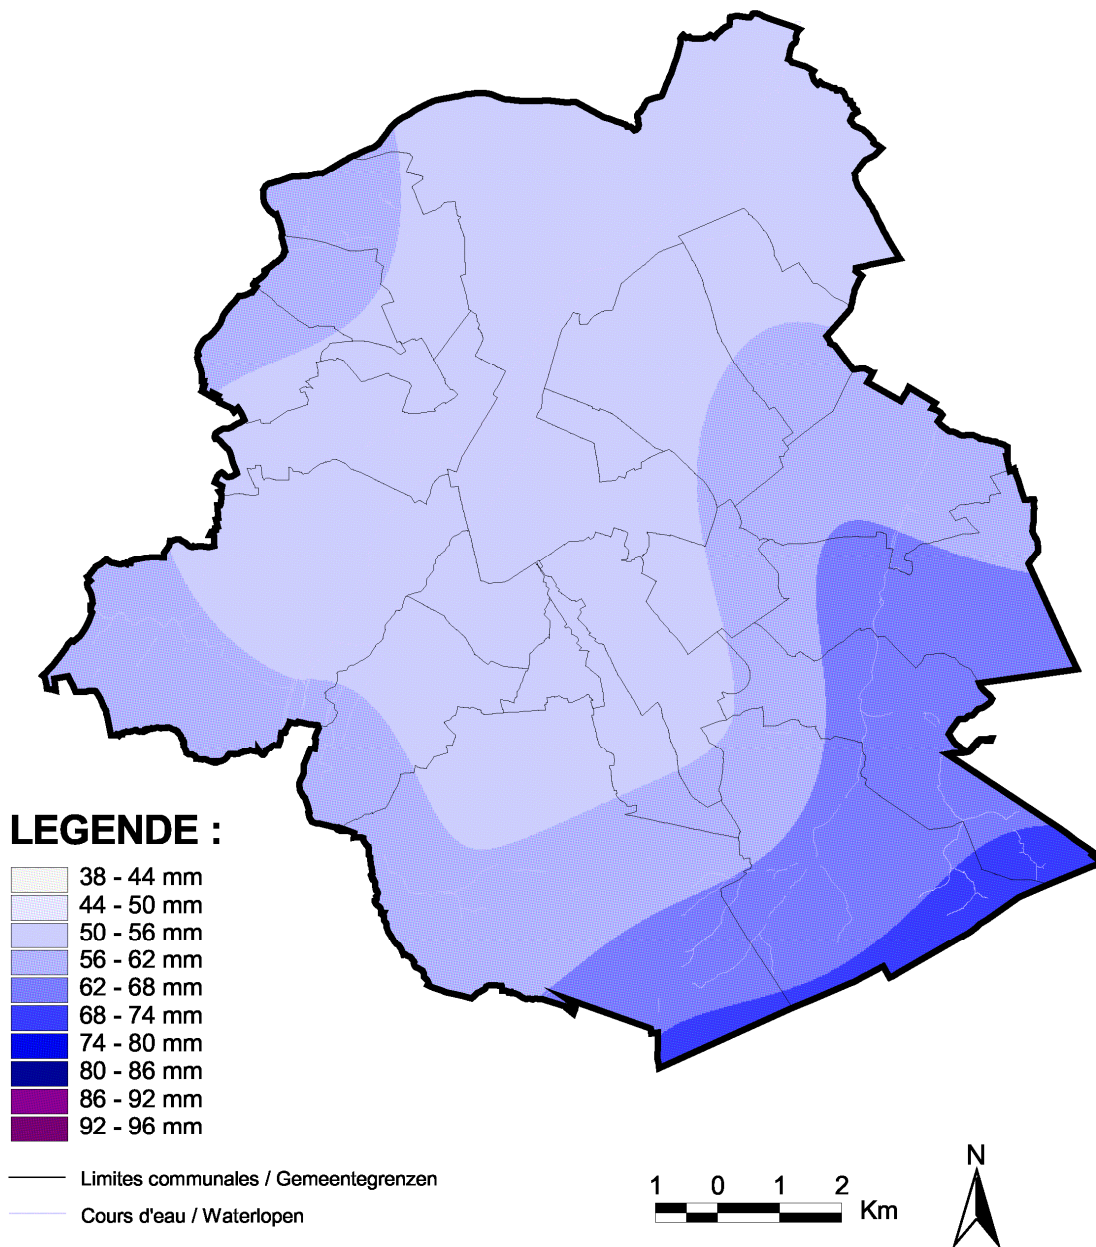 LEGENDE :
38 - 44 mm
44 - 50 mm
50 - 56 mm
56 - 62 mm
62 - 68 mm
68 - 74 mm
74 - 80 mm
80 - 86 mm
86 - 92 mm
92 - 96 mm
Limites communales / Gemeentegrenzen
Cours d'eau / Waterlopen
1 0 1 2
Km
N